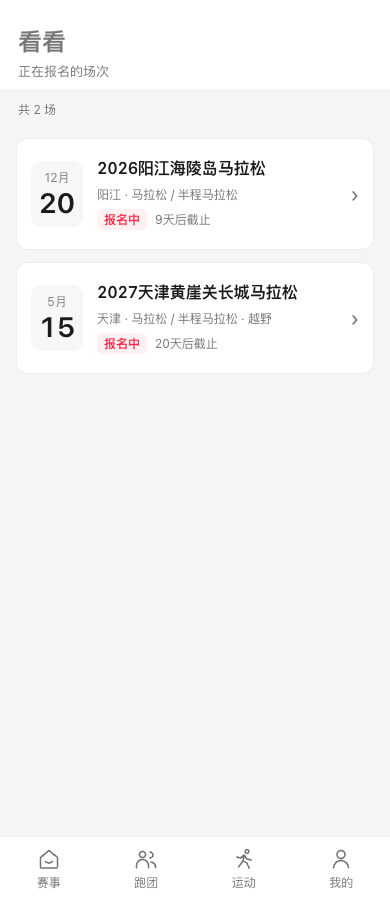 看看
正在报名的场次
共 2 场
12月
20
2026阳江海陵岛马拉松
阳江 · 马拉松 / 半程马拉松
报名中 9天后截止
5月
15
2027天津黄崖关长城马拉松
天津 · 马拉松 / 半程马拉松 · 越野
报名中 20天后截止
赛事 跑团 运动 我的